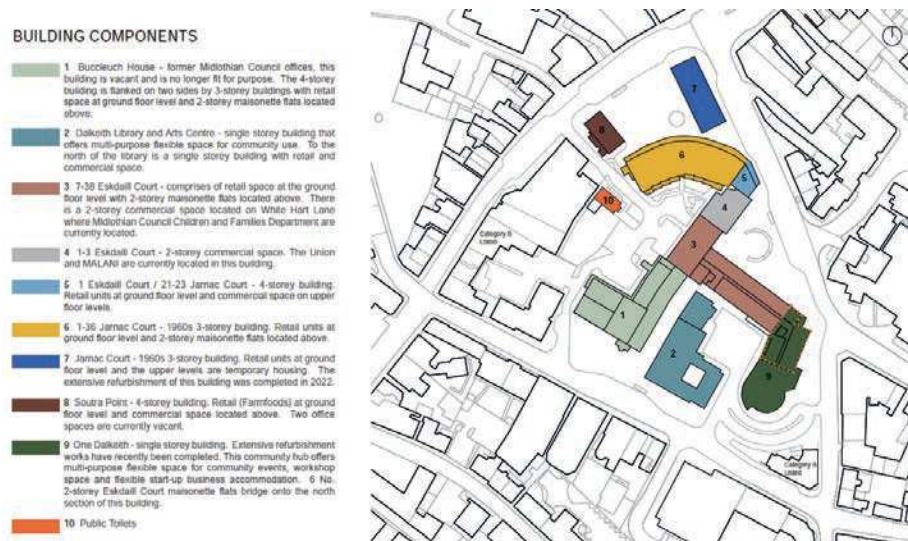 BUILDING COMPONENTS
1 Buccleuch House - former Midlothian Council offices, this
building is vacant and is no longer fit for purpose. The 4-storey
building is flanked on two sides by 3-storey buildings with retail
space at ground floor level and 2-storey maisonette flats located
above.
2 Dalkeith Library and Arts Centre - single storey building that
offers multi-purpose flexible space for community use. To the
north of the library is a single storey building with retail and
commercial space.
3 7-38 Eskdaill Court - comprises of retail space at the ground
floor level with 2-storey maisonette flats located above. There
is a 2-storey commercial space located on White Hart Lane
where Midlothian Council Children and Families Department are
currently located.
4 1-3 Eskdaill Court - 2-storey commercial space. The Union
and MALANI are currently located in this building.
5 1 Eskdaill Court / 21-23 Jarnac Court - 4-storey building.
Retail units at ground floor level and commercial space on upper
floor levels.
6 1-36 Jarnac Court - 1960s 3-storey building. Retail units at
ground floor level and 2-storey maisonette flats located above.
7 Jarnac Court - 1960s 3-storey building. Retail units at ground
floor level and the upper levels are temporary housing. The
extensive refurbishment of this building was completed in 2022.
8 Soutra Point - 4-storey building. Retail (Farmfoods) at ground
floor level and commercial space located above. Two office
spaces are currently vacant.
9 One Dalkeith - single storey building. Extensive refurbishment
works have recently been completed. This community hub offers
multi-purpose flexible space for community events, workshop
space and flexible start-up business accommodation. 6 No.
2-storey Eskdaill Court maisonette flats bridge onto the north
section of this building.
10 Public Toilets
7
8
6
5
10
4
Category B
Listed
3
1
2
9
Category B
Listed